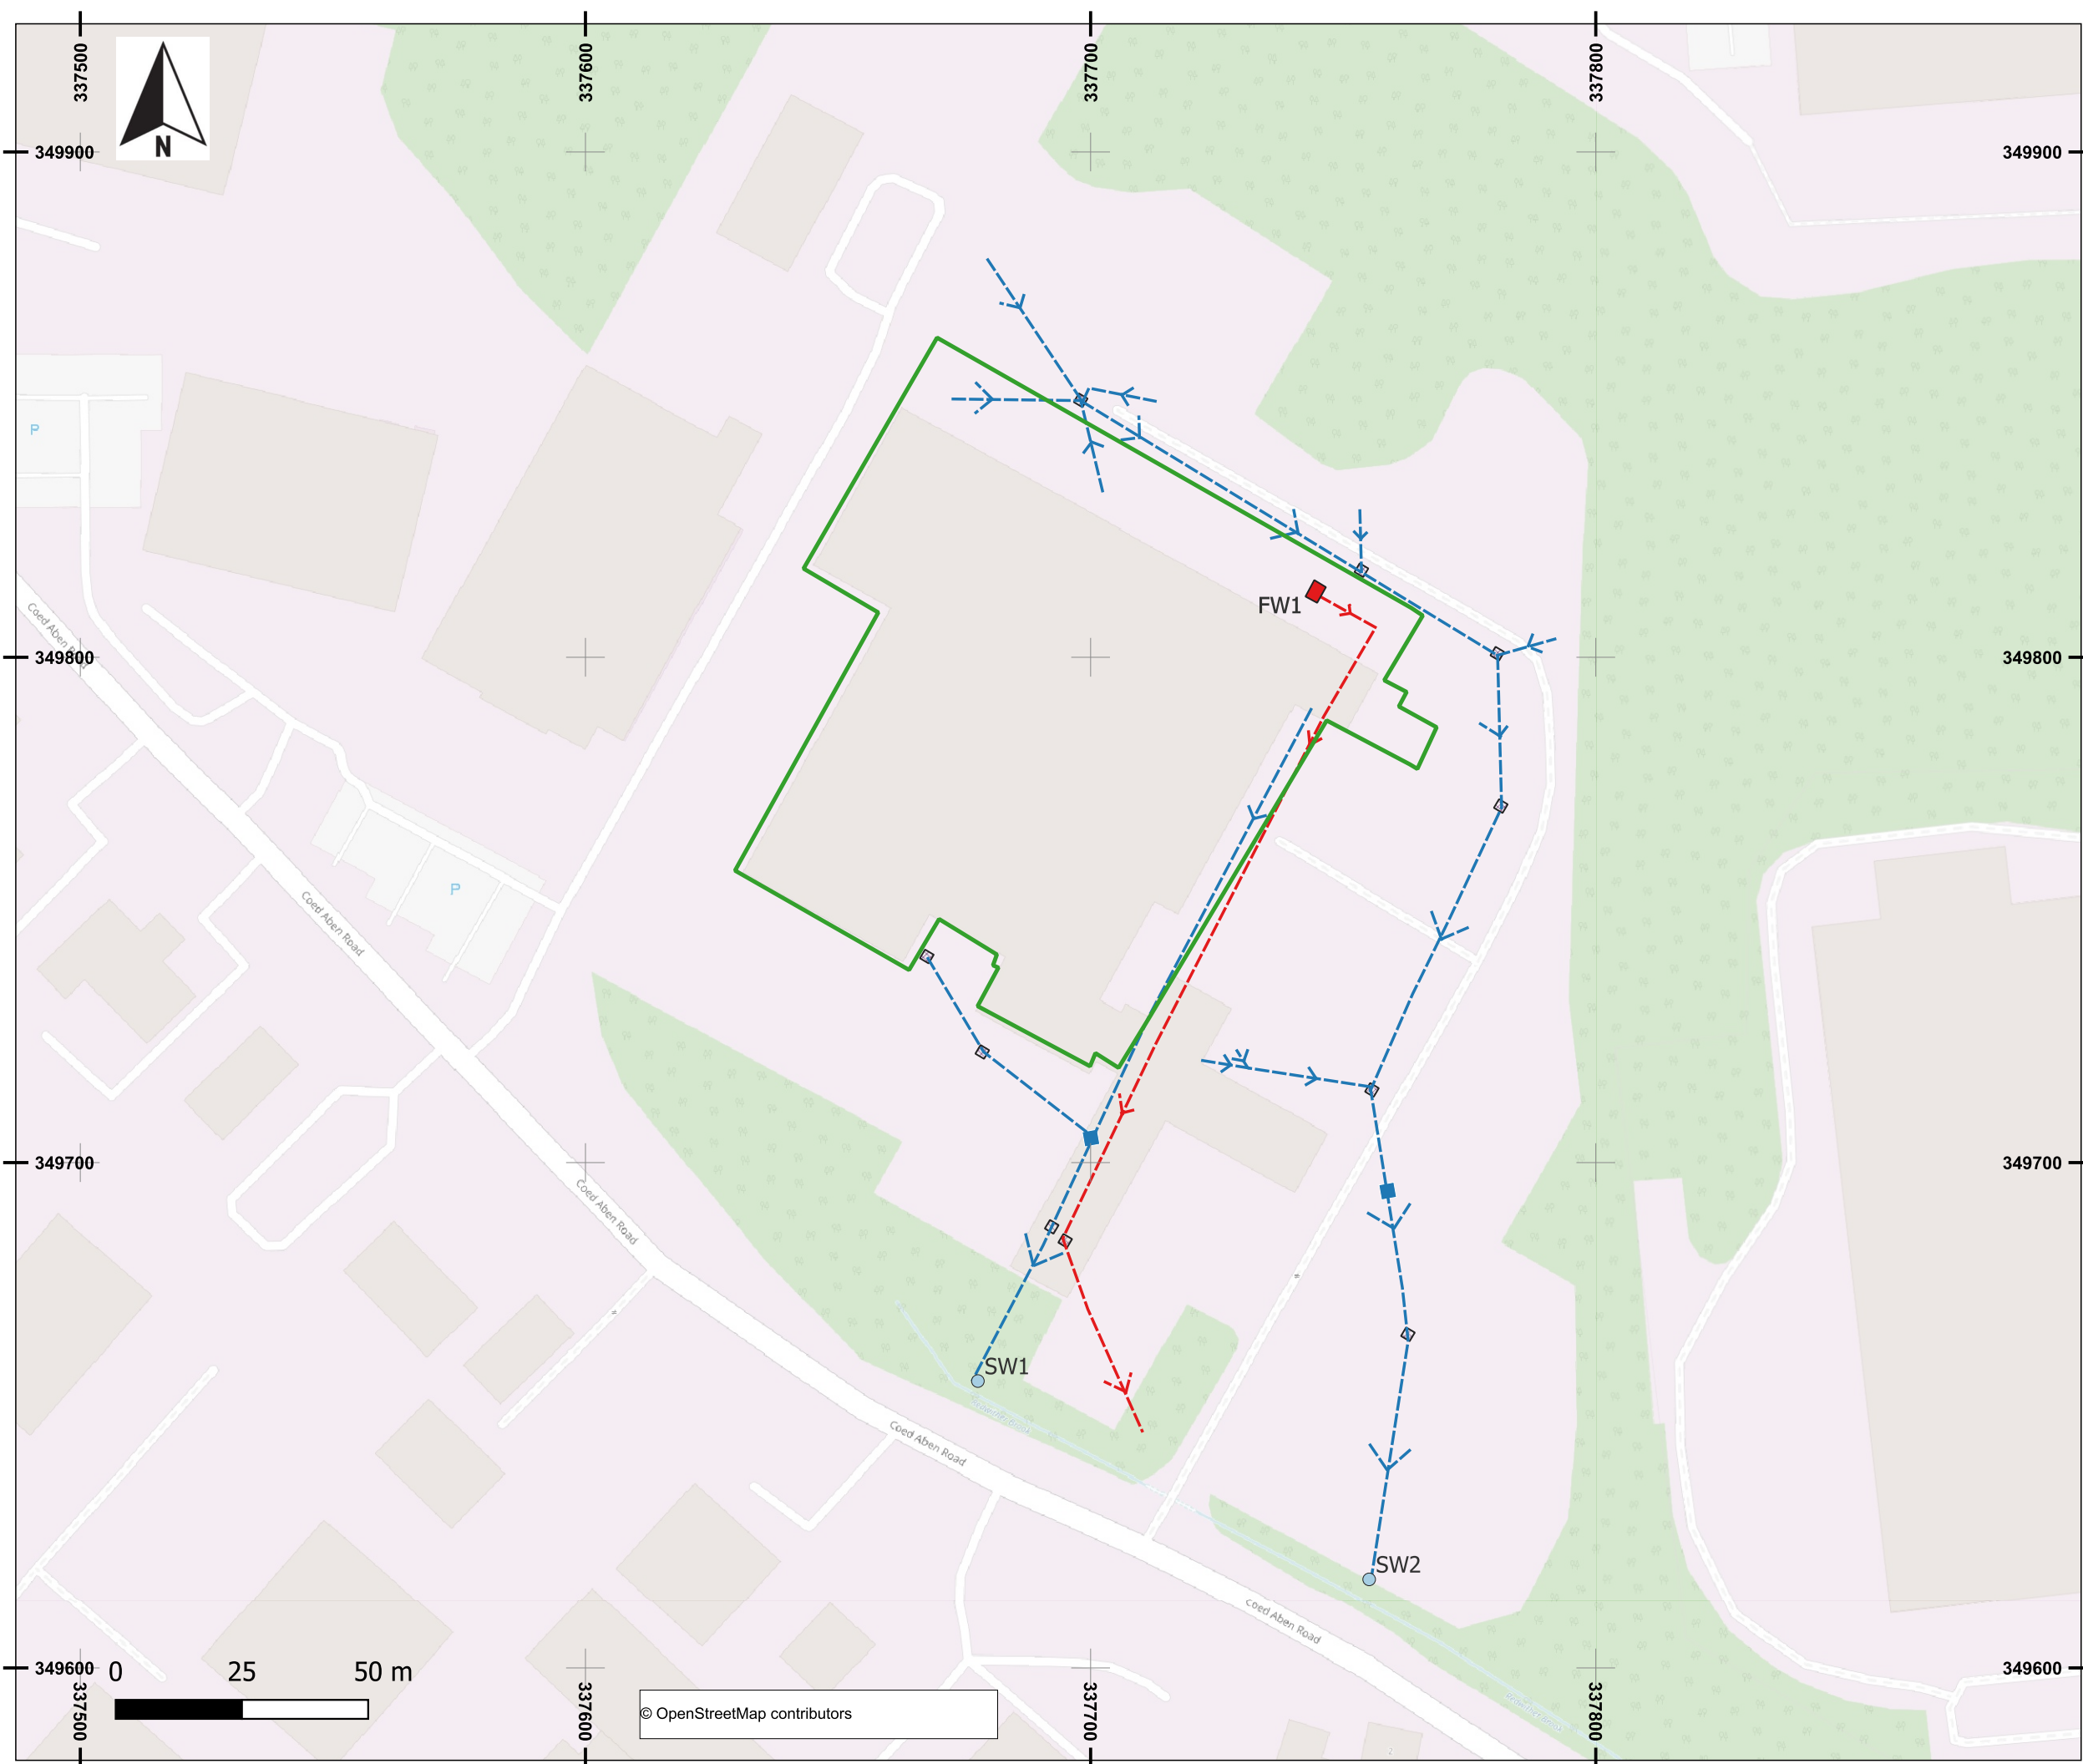 337500
337600
337700
337800
N
349900
349900
P
FW1
Coed Aben Road
349800
349800
P
Coed Aben Road
349700
349700
Coed Aben Road
SW1
Coed Aben Road
SW2
Coed Aben Road
0
25
50 m
349600
349600
© OpenStreetMap contributors
337500
337600
337700
337800